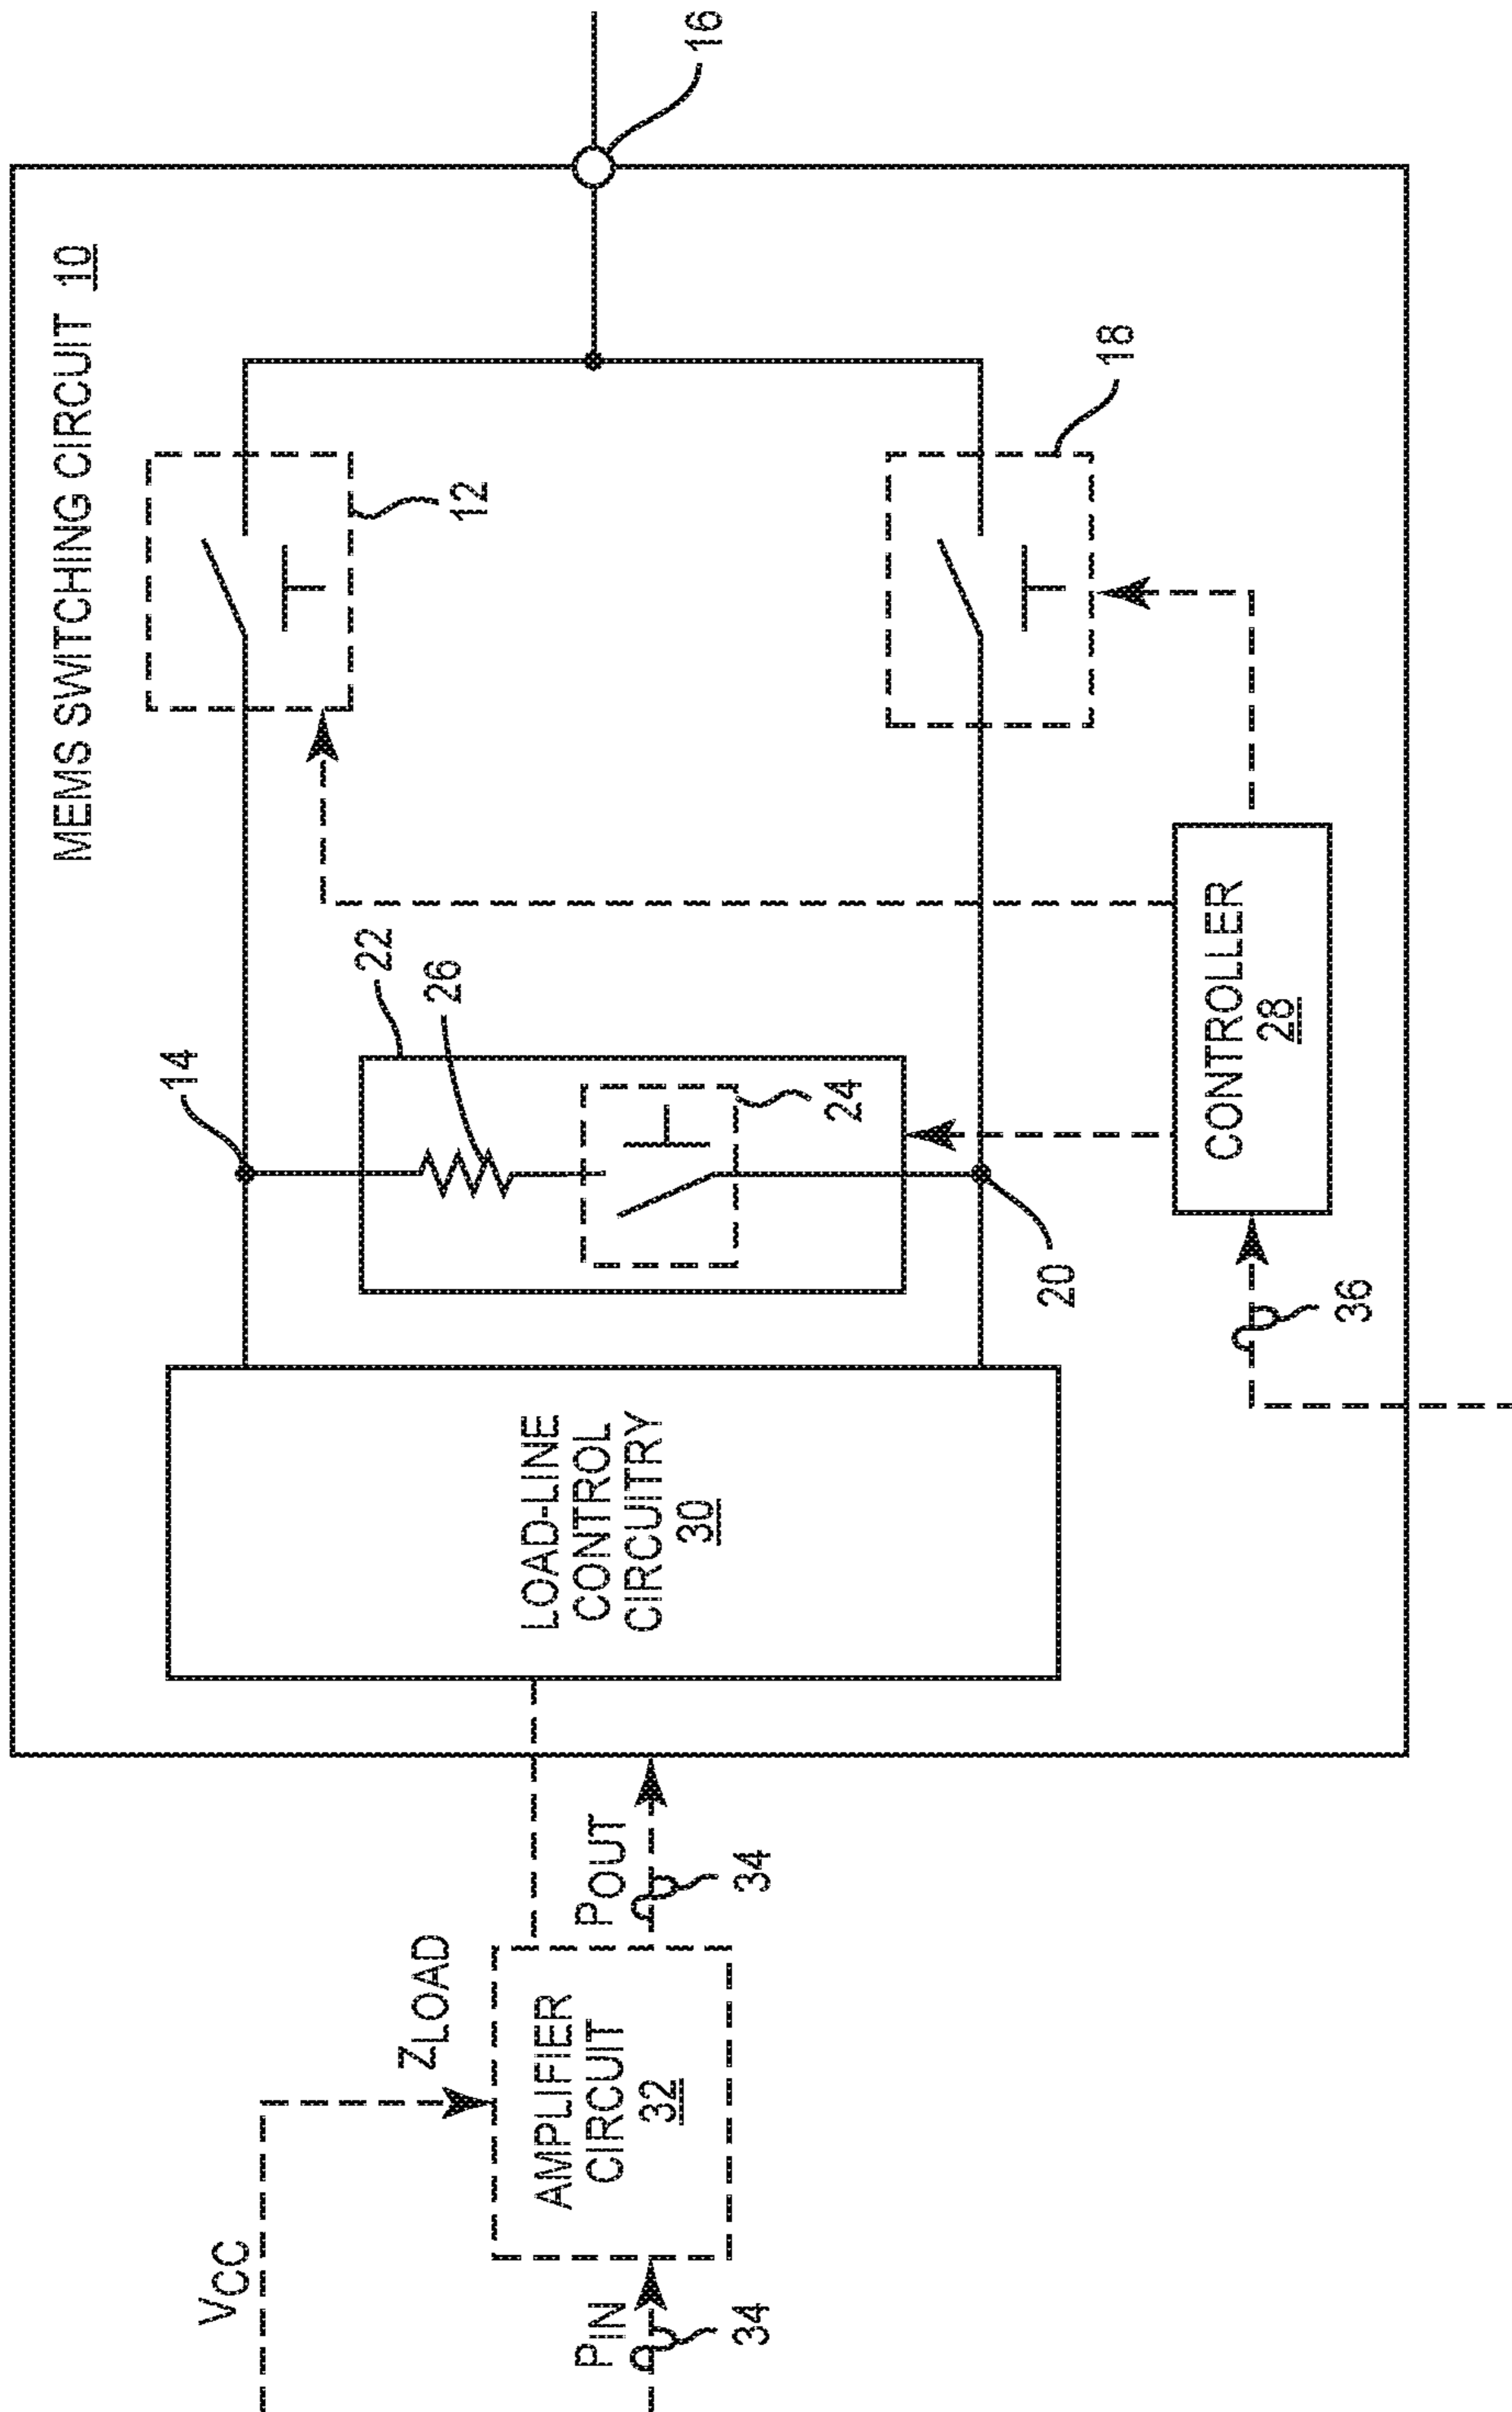 MEMS SWITCHING CIRCUIT 10
12
14
16
18
20
22
26
24
CONTROLLER
28
LOAD-LINE
CONTROL
CIRCUITRY
30
36
VCC
ZLOAD
AMPLIFIER
CIRCUIT
32
PIN
34
POUT
34